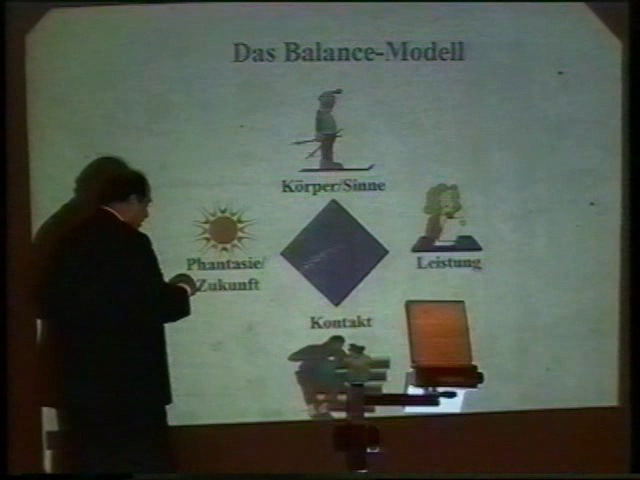 Das Balance-Modell
Körper/Sinne
Phantasie/
Zukunft
Leistung
Kontakt